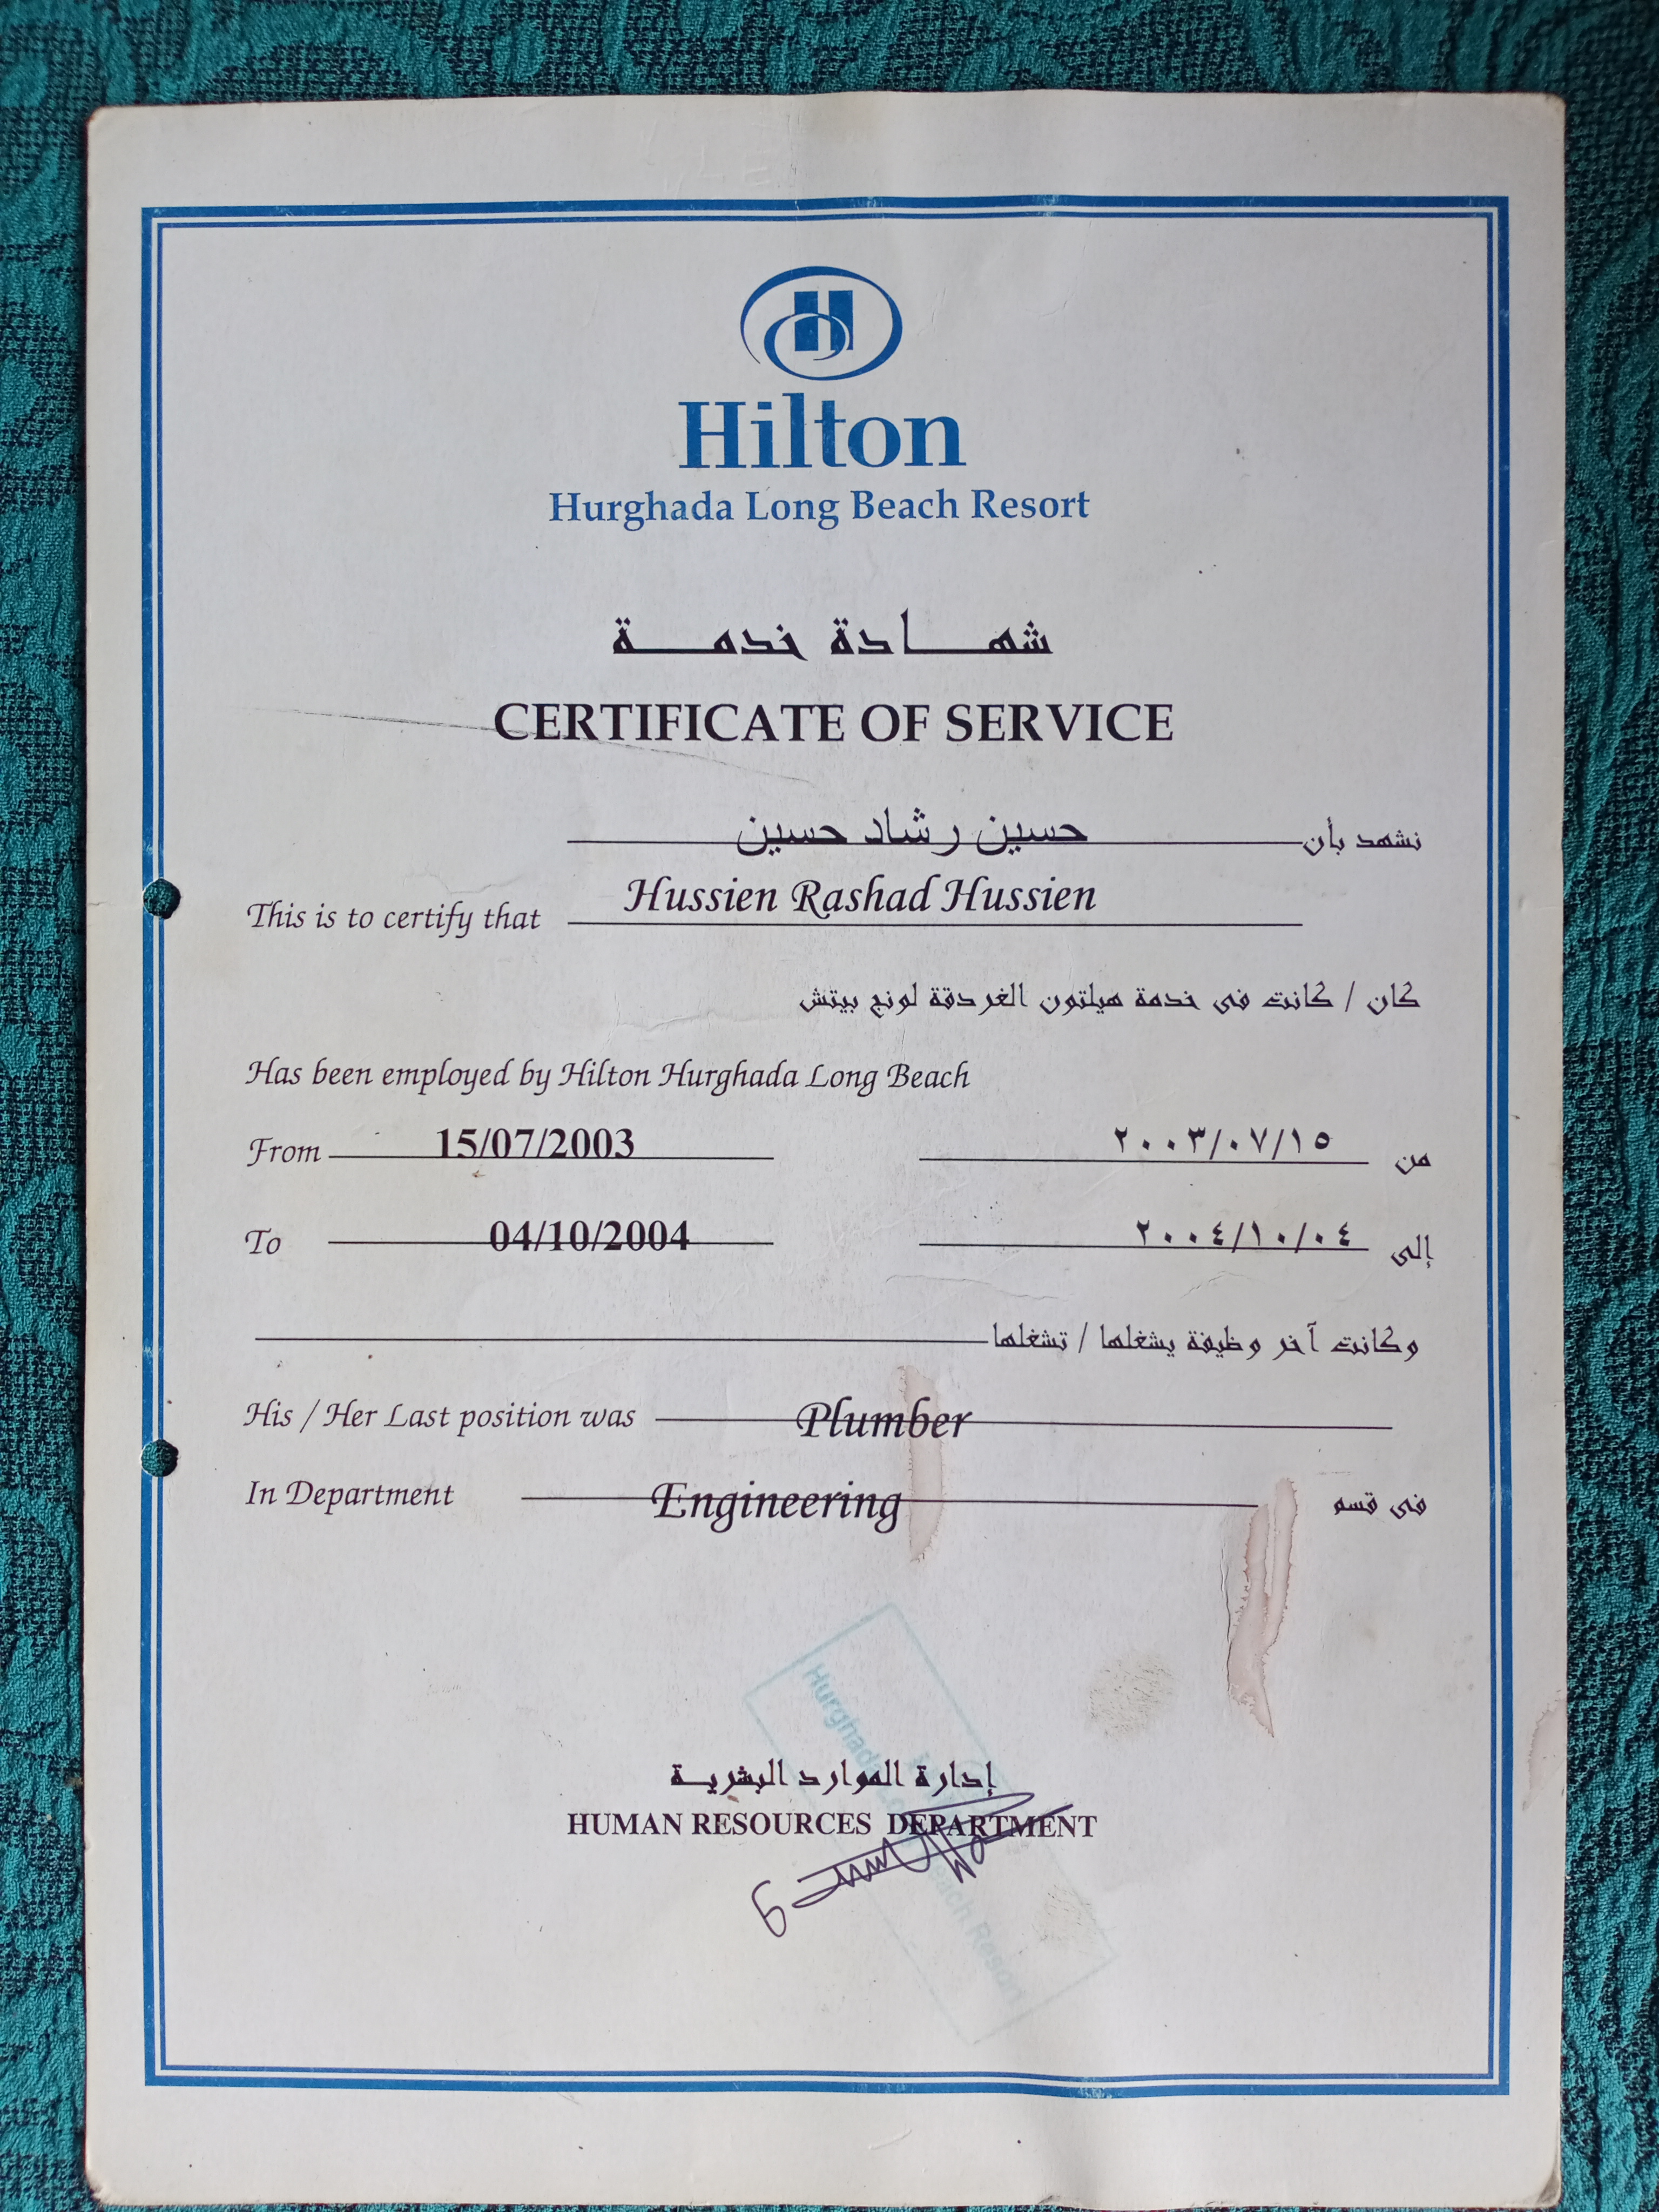 Hilton
Hurghada Long Beach Resort
شهادة خدمة
CERTIFICATE OF SERVICE
نشهد بأن حسين رشاد حسين
This is to certify that Hussien Rashad Hussien
كان / كانت فى خدمة هيلتون الغردقة لونج بيتش
Has been employed by Hilton Hurghada Long Beach
From 15/07/2003 من ٢٠٠٣/٠٧/١٥
To 04/10/2004 إلى ٢٠٠٤/١٠/٠٤
وكانت آخر وظيفة يشغلها / تشغلها
His / Her Last position was Plumber
In Department Engineering فى قسم
إدارة الموارد البشرية
HUMAN RESOURCES DEPARTMENT
Hurghada Beach Resort